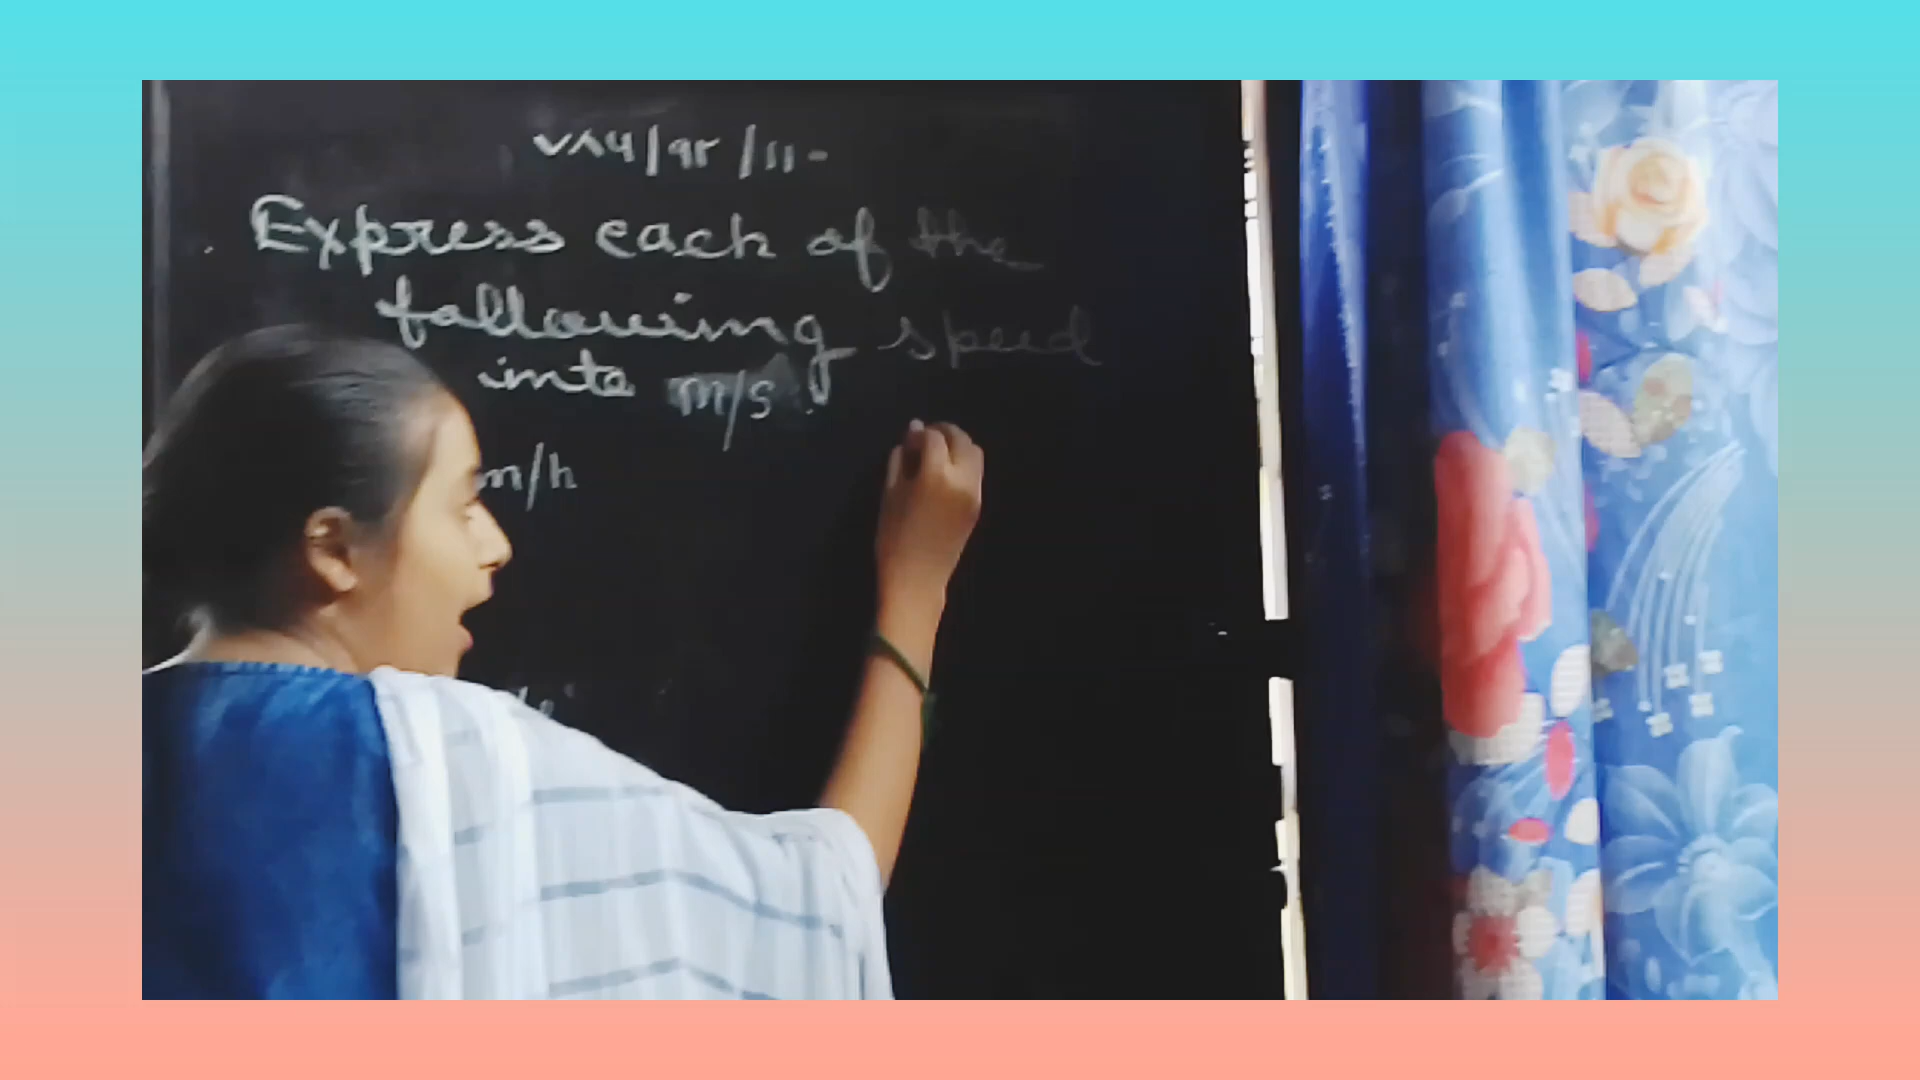 Express each of the
following speed
into m/s.
m/h